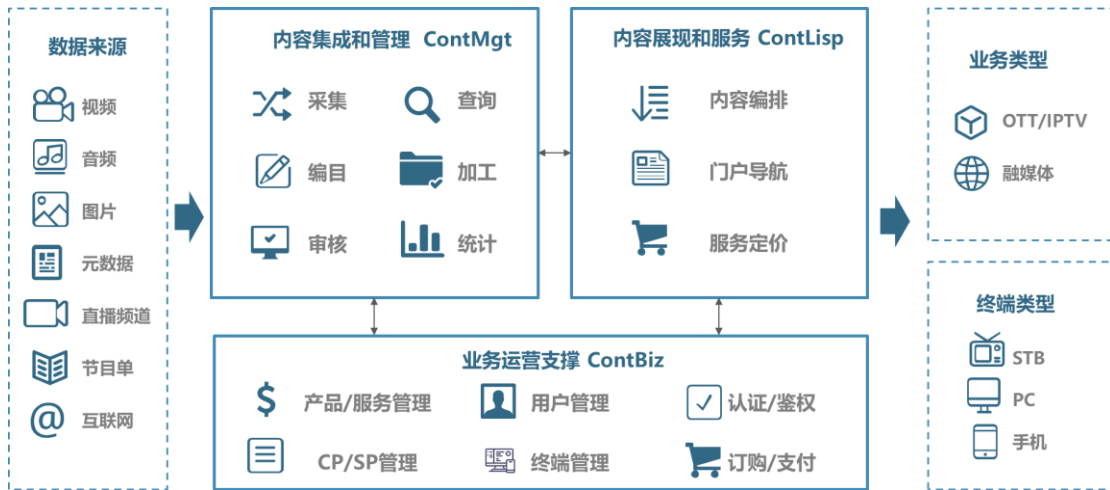 数据来源
视频
音频
图片
元数据
直播频道
节目单
互联网
内容集成和管理 ContMgt
采集
查询
编目
加工
审核
统计
内容展现和服务 ContLisp
内容编排
门户导航
服务定价
业务运营支撑 ContBiz
产品/服务管理
用户管理
认证/鉴权
CP/SP管理
终端管理
订购/支付
业务类型
OTT/IPTV
融媒体
终端类型
STB
PC
手机